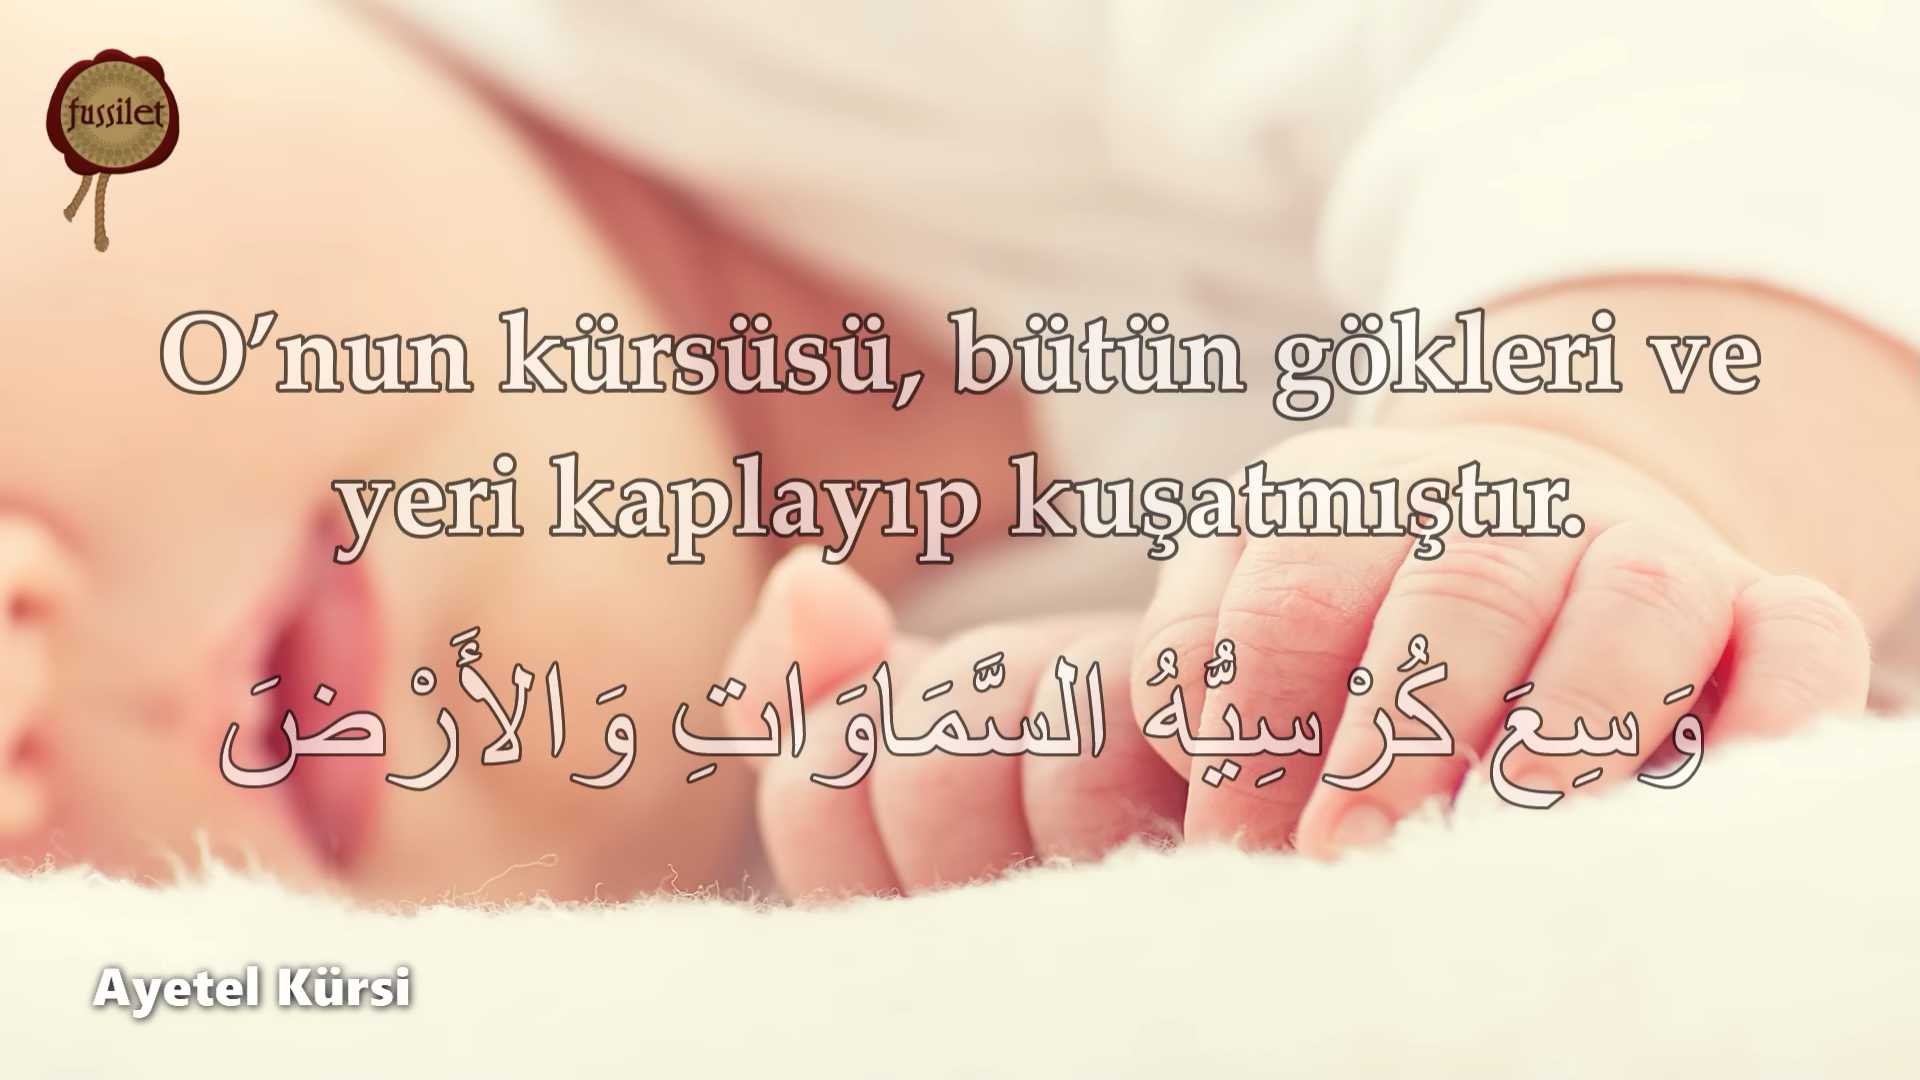 fussilet
O’nun kürsüsü, bütün gökleri ve
yeri kaplayıp kuşatmıştır.
وَسِعَ كُرْسِيُّهُ السَّمَاوَاتِ وَالأَرْضَ
Ayetel Kürsi